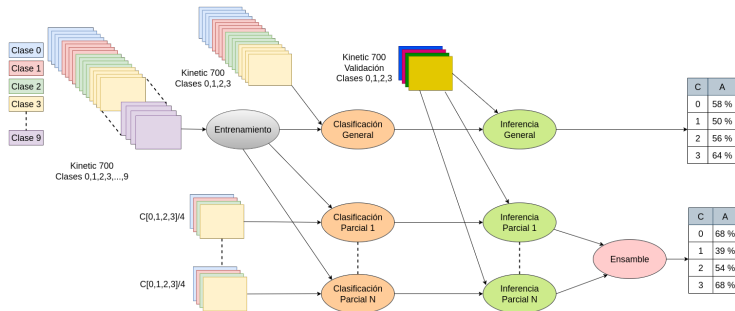 Clase 0
Clase 1
Clase 2
Clase 3
Clase 9
Kinetic 700
Clases 0,1,2,3,...,9
Kinetic 700
Clases 0,1,2,3
Kinetic 700
Validación
Clases 0,1,2,3
Entrenamiento
Clasificación
General
Inferencia
General
C A
0 58 %
1 50 %
2 56 %
3 64 %
C[0,1,2,3]/4
Clasificación
Parcial 1
Inferencia
Parcial 1
C[0,1,2,3]/4
Clasificación
Parcial N
Inferencia
Parcial N
Ensamble
C A
0 68 %
1 39 %
2 54 %
3 68 %